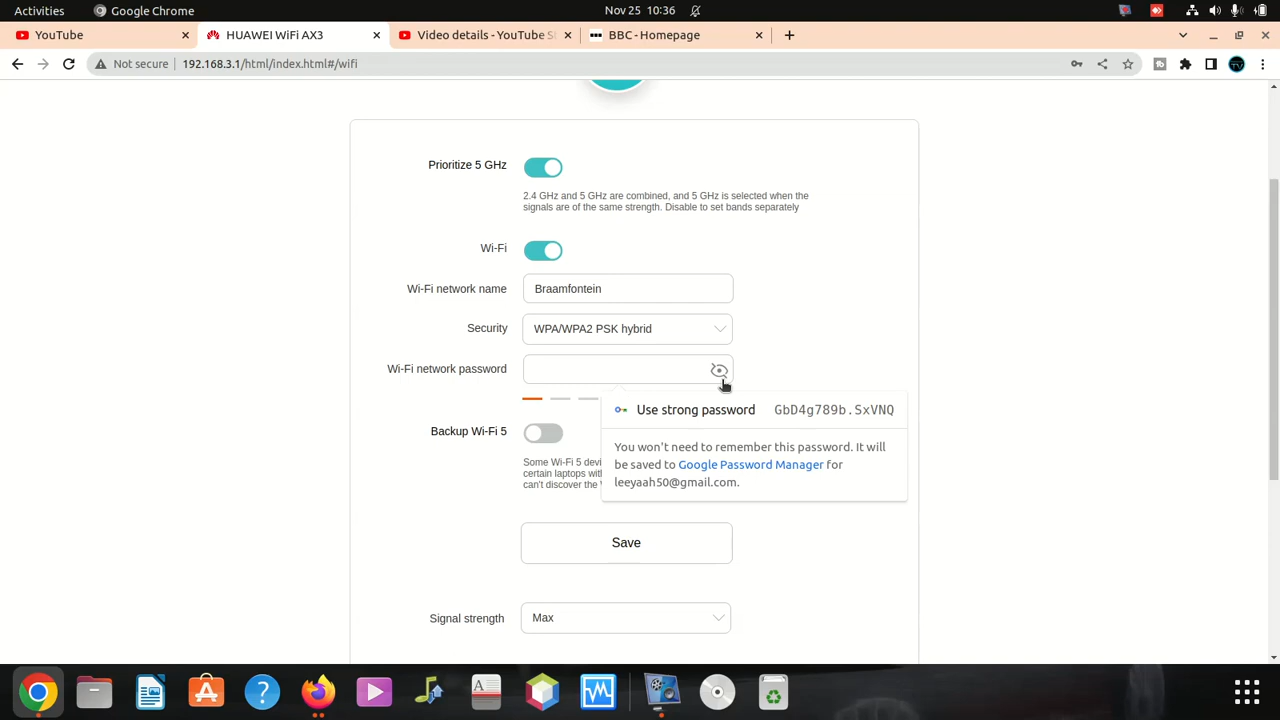 Activities
Google Chrome
Nov 25 10:36
YouTube
HUAWEI WiFi AX3
Video details - YouTube S
BBC - Homepage
Not secure
192.168.3.1/html/index.html#/wifi
Prioritize 5 GHz
2.4 GHz and 5 GHz are combined, and 5 GHz is selected when the
signals are of the same strength. Disable to set bands separately
Wi-Fi
Wi-Fi network name
Braamfontein
Security
WPA/WPA2 PSK hybrid
Wi-Fi network password
Use strong password GbD4g789b.SxVNQ
You won't need to remember this password. It will
be saved to Google Password Manager for
leeyaah50@gmail.com.
Backup Wi-Fi 5
Some Wi-Fi 5 devi
certain laptops with
can't discover the
Save
Signal strength
Max